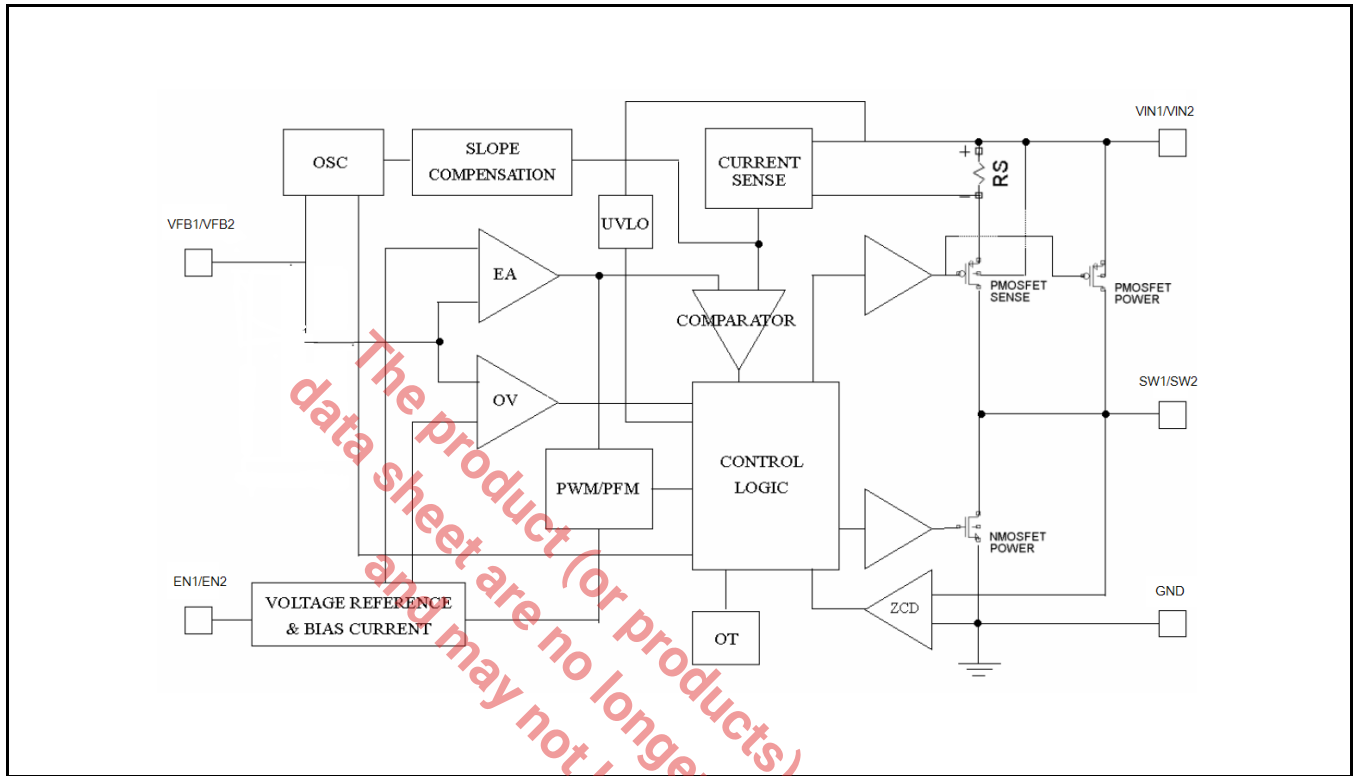 VIN1/VIN2
OSC
SLOPE
COMPENSATION
CURRENT
SENSE
+
RS
−
VFB1/VFB2
UVLO
EA
PMOSFET
SENSE
PMOSFET
POWER
COMPARATOR
SW1/SW2
OV
CONTROL
LOGIC
PWM/PFM
NMOSFET
POWER
EN1/EN2
VOLTAGE REFERENCE
& BIAS CURRENT
ZCD
GND
OT
The product (or products)
data sheet are no longer
and may not